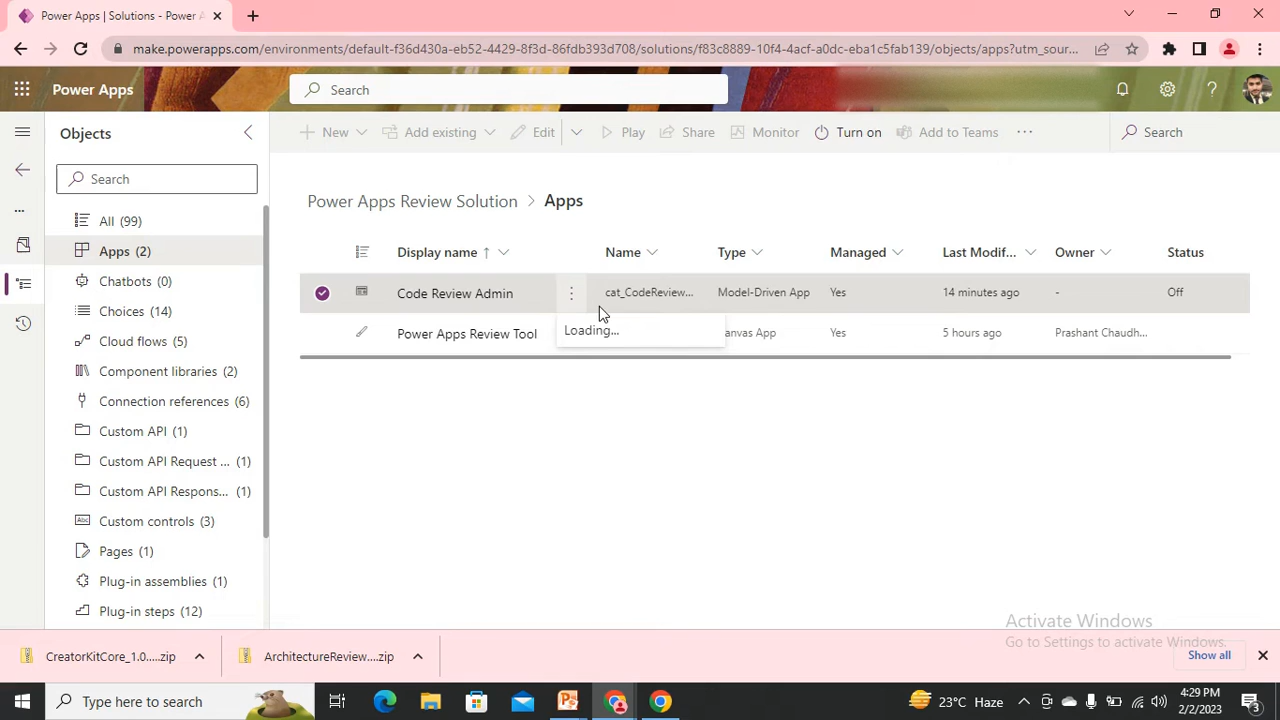 Power Apps | Solutions - Power A
make.powerapps.com/environments/default-f36d430a-eb52-4429-8f3d-86fdb393d708/solutions/f83c8889-10f4-4acf-a0dc-eba1c5fab139/objects/apps?utm_sour...
Power Apps
Search
Objects
New
Add existing
Edit
Play
Share
Monitor
Turn on
Add to Teams
...
Search
Search
Power Apps Review Solution > Apps
All (99)
Apps (2)
Chatbots (0)
Choices (14)
Cloud flows (5)
Component libraries (2)
Connection references (6)
Custom API (1)
Custom API Request ... (1)
Custom API Respons... (1)
Custom controls (3)
Pages (1)
Plug-in assemblies (1)
Plug-in steps (12)
Display name ↑ Name Type Managed Last Modif... Owner Status
Code Review Admin cat_CodeReview... Model-Driven App Yes 14 minutes ago - Off
Loading...
Power Apps Review Tool anvas App Yes 5 hours ago Prashant Chaudh...
Activate Windows
Go to Settings to activate Windows.
CreatorKitCore_1.0.....zip
ArchitectureReview....zip
Show all
Type here to search
23°C Haze
4:29 PM
2/2/2023
3